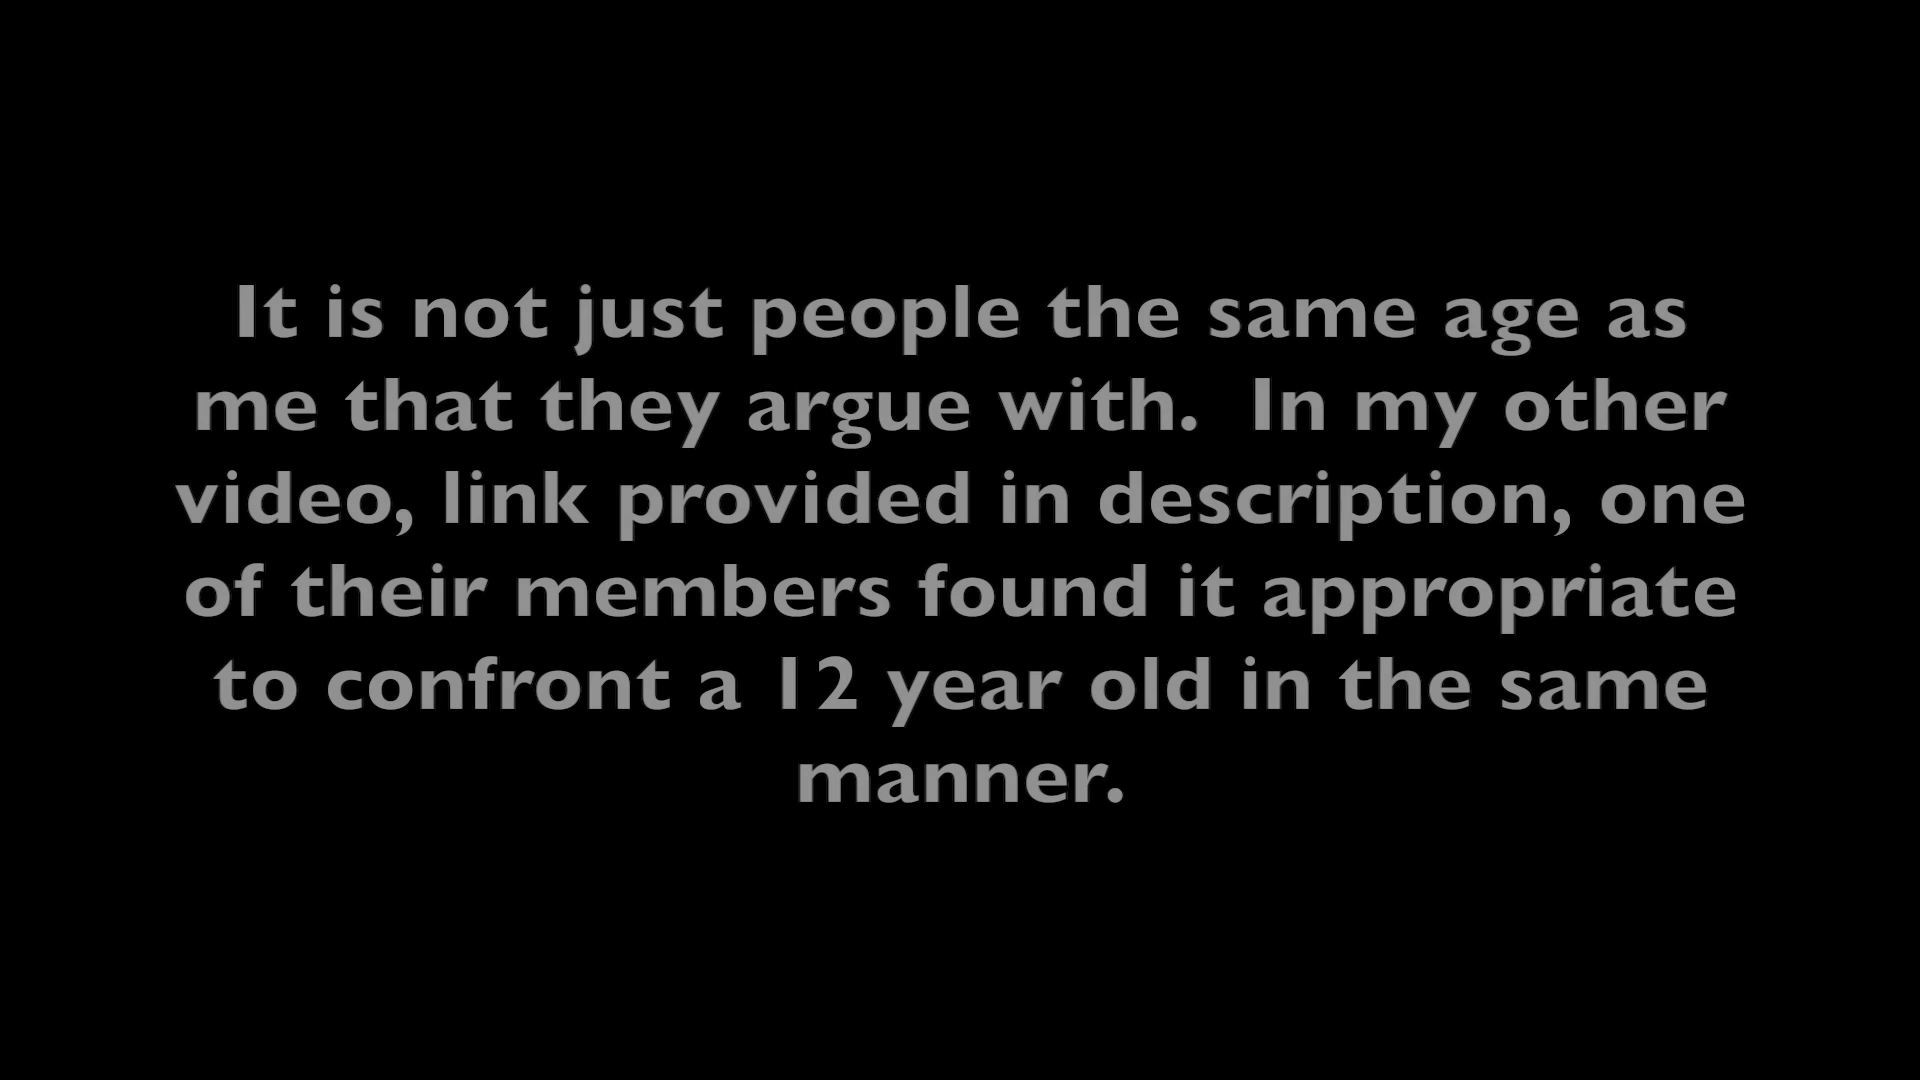 It is not just people the same age as
me that they argue with.  In my other
video, link provided in description, one
of their members found it appropriate
to confront a 12 year old in the same
manner.